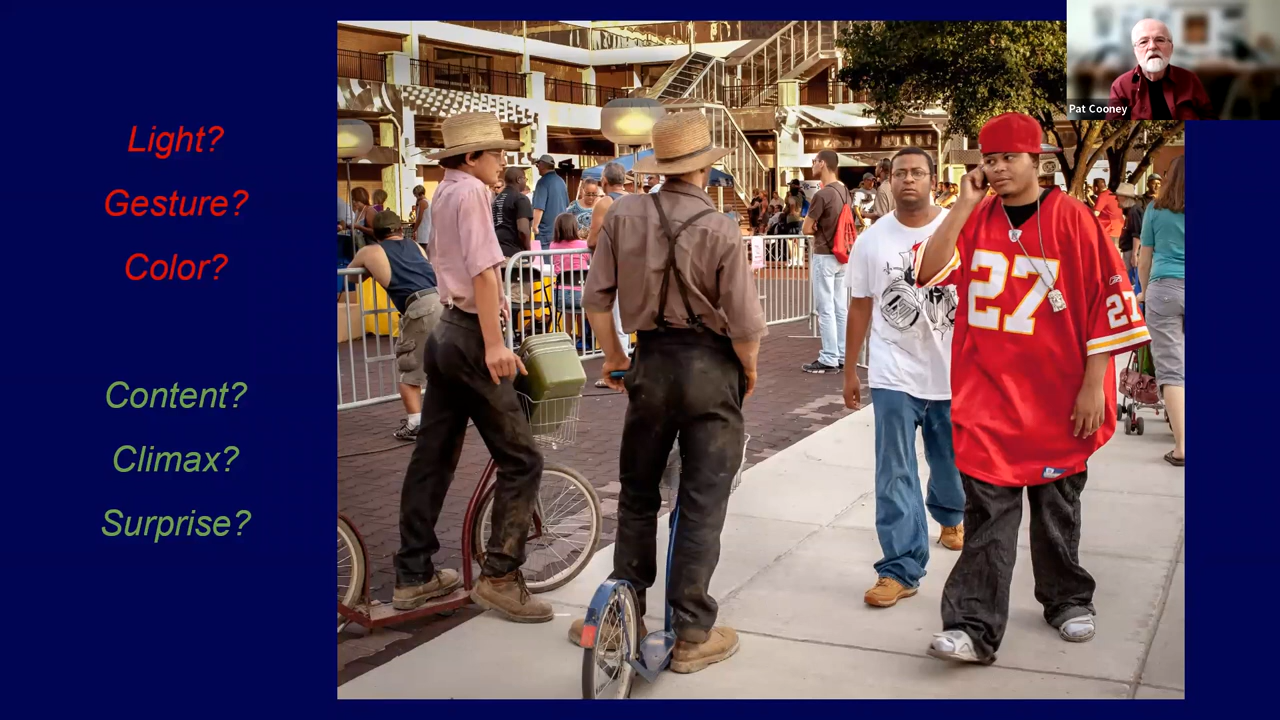 Light?
Gesture?
Color?
Content?
Climax?
Surprise?
Pat Cooney
27
27